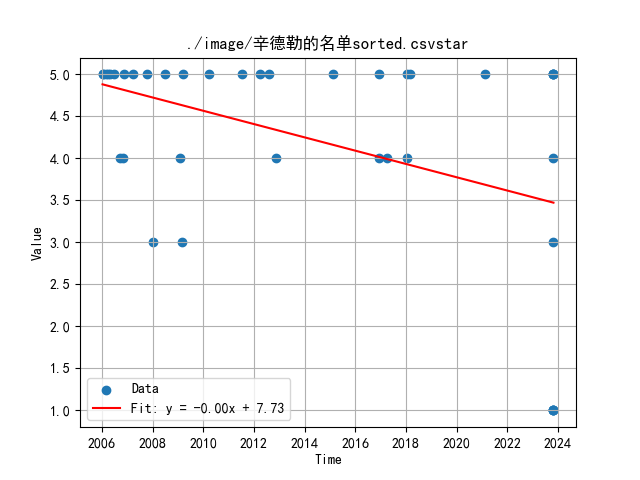 ./image/辛德勒的名单sorted.csvstar
Value
5.0
4.5
4.0
3.5
3.0
2.5
2.0
1.5
1.0
Data
Fit: y = -0.00x + 7.73
2006 2008 2010 2012 2014 2016 2018 2020 2022 2024
Time